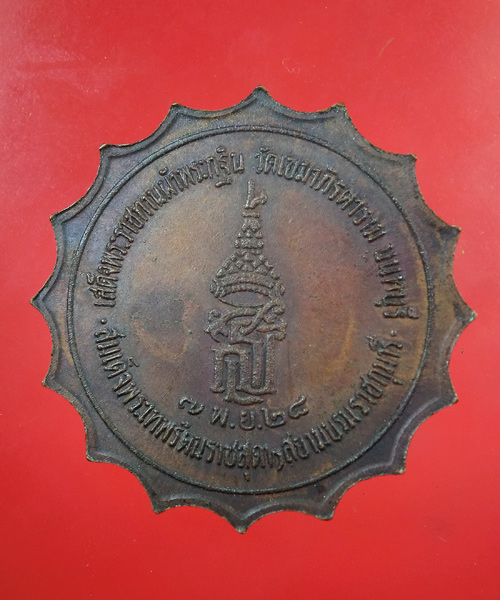 เสด็จพระราชทานผ้าพระกฐิน วัดเขมาภิรตาราม นนทบุรี
สธ
๗ พ.ย.๒๘
สมเด็จพระเทพรัตนราชสุดาฯสยามบรมราชกุมารี